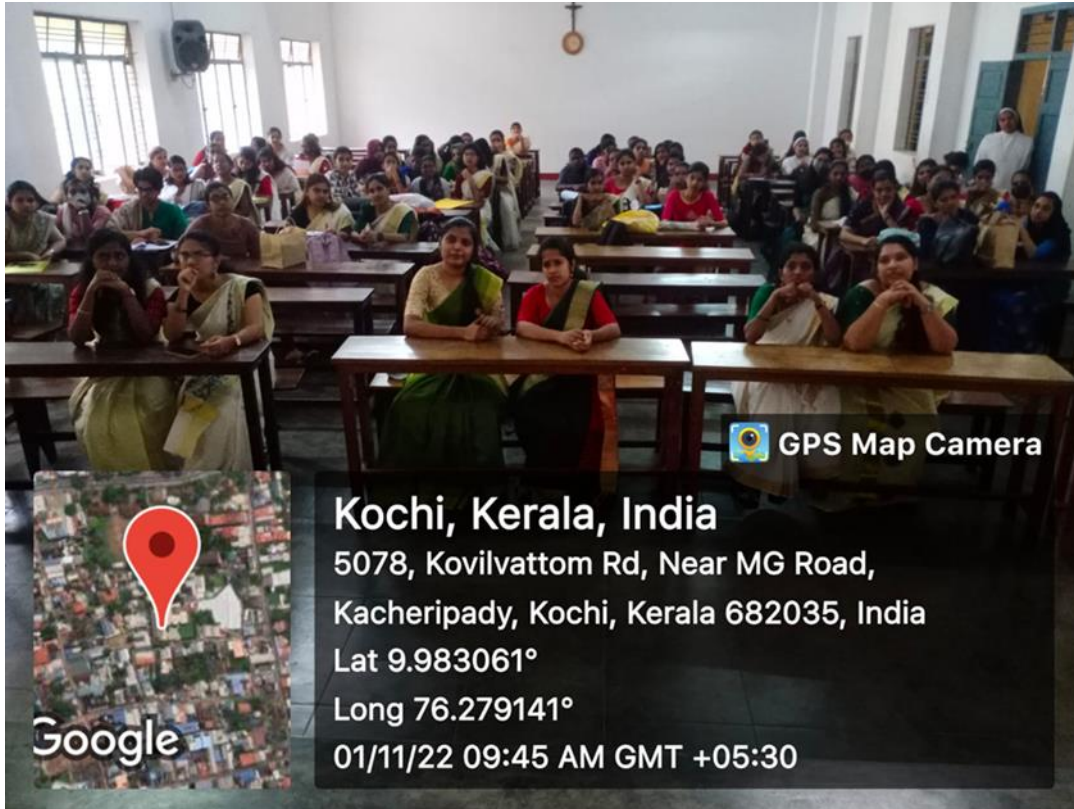 GPS Map Camera
Kochi, Kerala, India
5078, Kovilvattom Rd, Near MG Road,
Kacheripady, Kochi, Kerala 682035, India
Lat 9.983061°
Long 76.279141°
01/11/22 09:45 AM GMT +05:30
Google